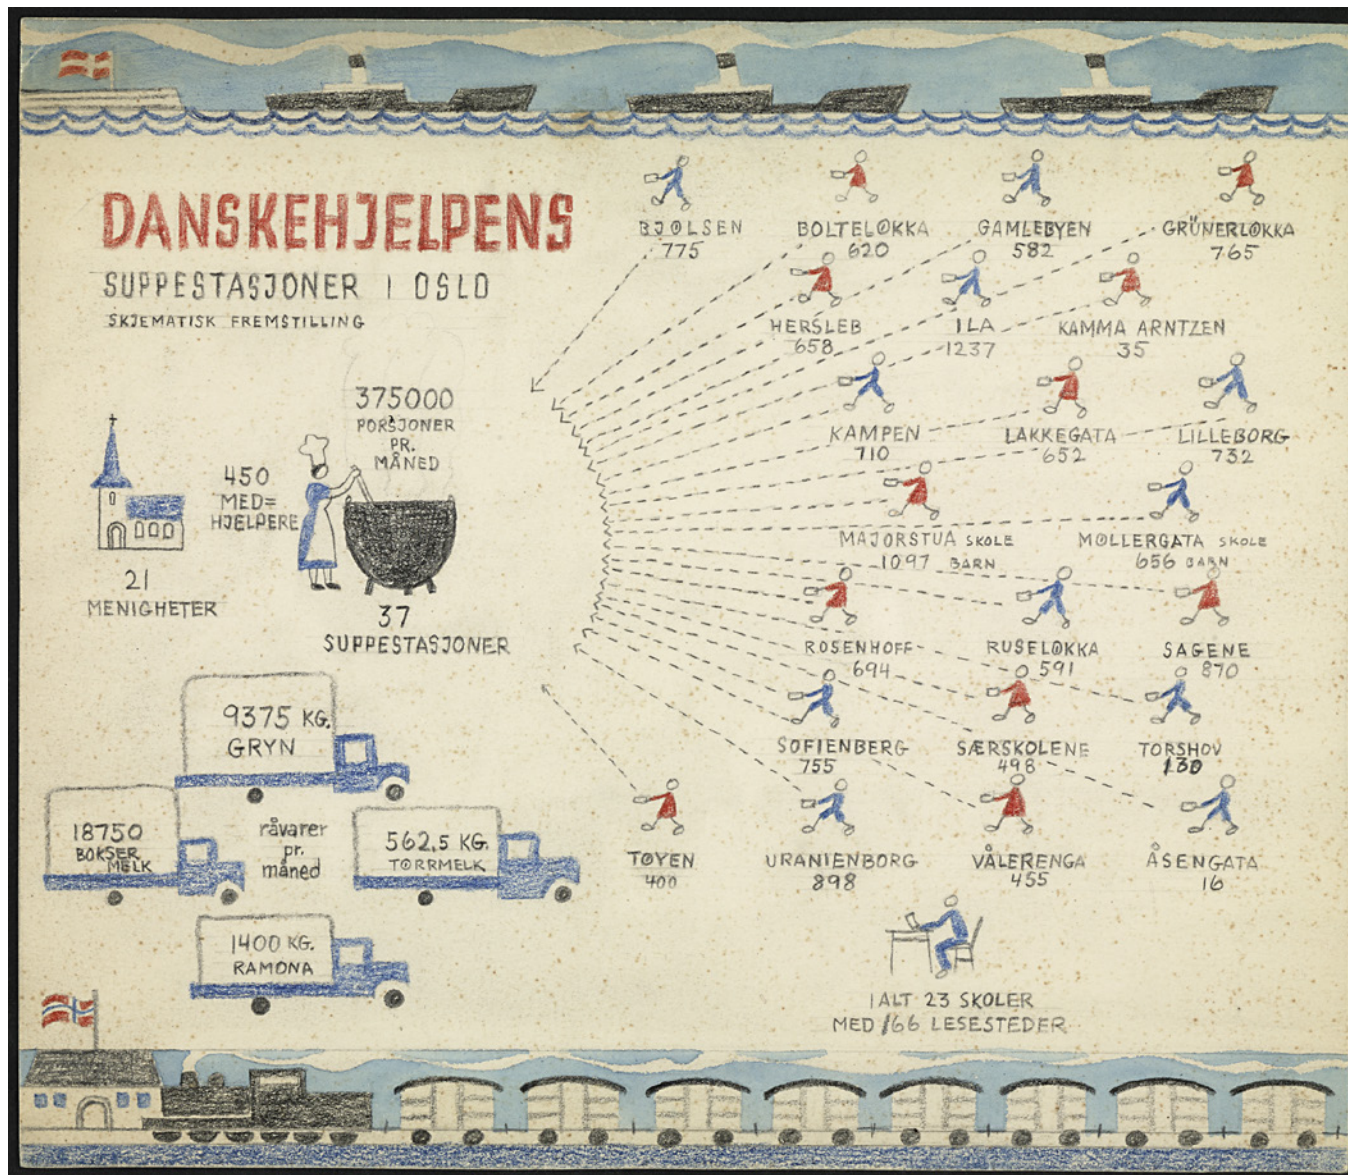 DANSKEHJELPENS
SUPPESTASJONER I OSLO
SKJEMATISK FREMSTILLING
BJØLSEN
775
BOLTELØKKA
620
GAMLEBYEN
582
GRÜNERLØKKA
765
HERSLEB
658
ILA
1237
KAMMA ARNTZEN
35
KAMPEN
710
LAKKEGATA
652
LILLEBORG
732
MAJORSTUA SKOLE
1097 BARN
MØLLERGATA SKOLE
656 BARN
ROSENHOFF
694
RUSELØKKA
591
SAGENE
870
SOFIENBERG
755
SÆRSKOLENE
498
TORSHOV
130
TØYEN
400
URANIENBORG
898
VÅLERENGA
455
ÅSENGATA
16
21
MENIGHETER
450
MED=
HJELPERE
375000
PORSJONER
PR.
MÅNED
37
SUPPESTASJONER
9375 KG.
GRYN
18750
BOKSER
MELK
råvarer
pr.
måned
562,5 KG.
TØRRMELK
1400 KG.
RAMONA
IALT 23 SKOLER
MED 166 LESESTEDER